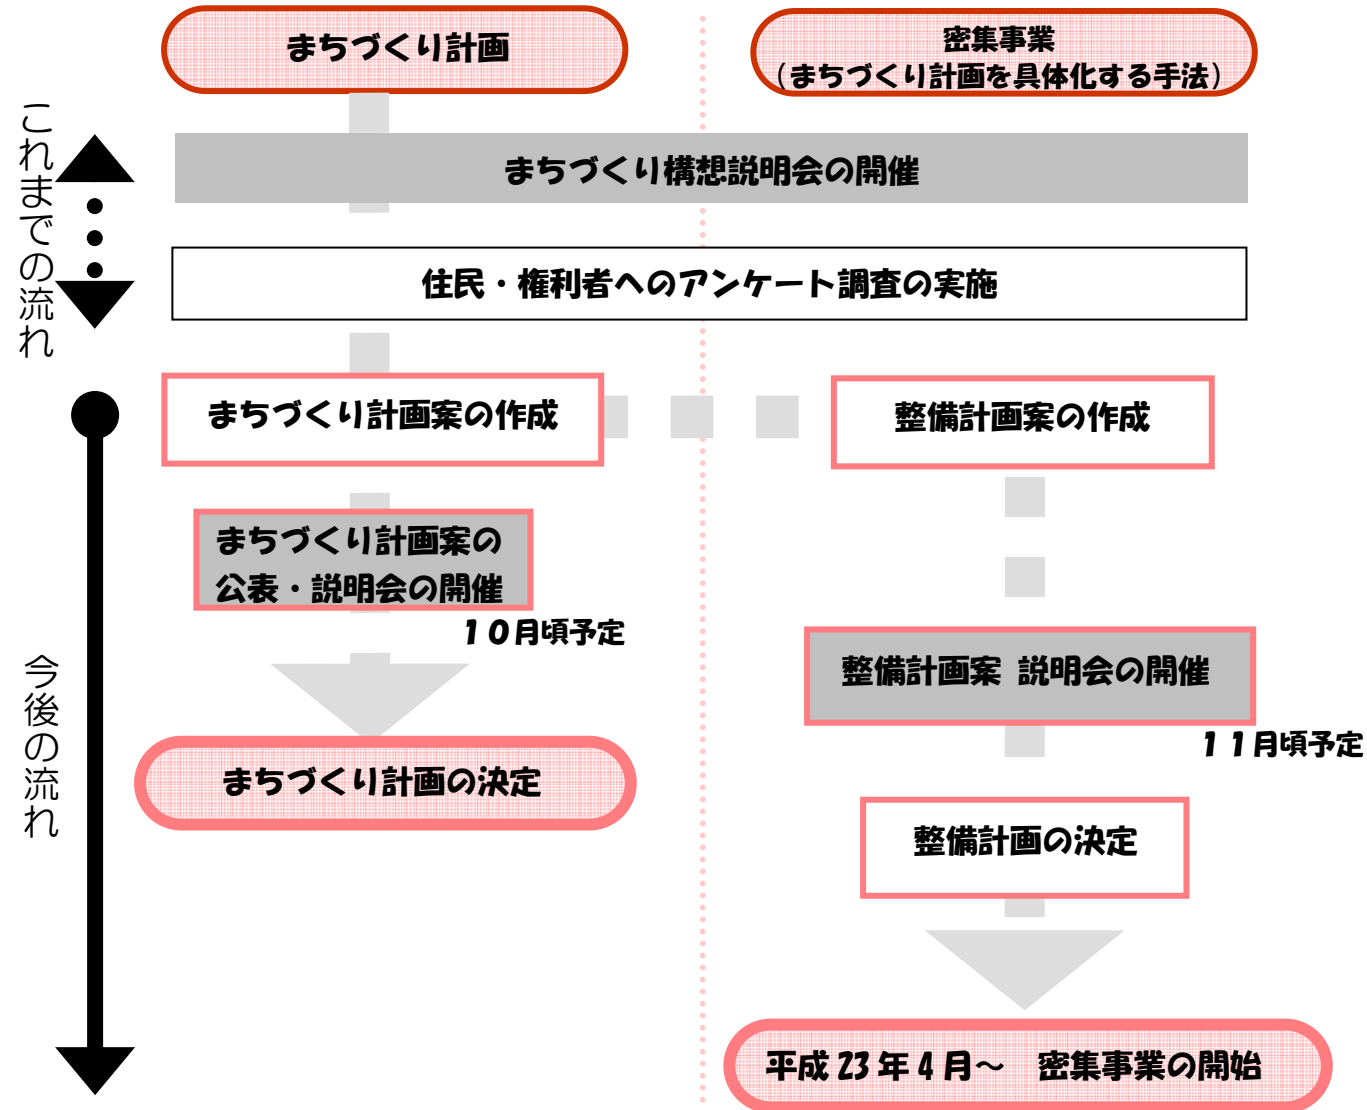 まちづくり計画
密集事業
（まちづくり計画を具体化する手法）
これまでの流れ
まちづくり構想説明会の開催
住民・権利者へのアンケート調査の実施
まちづくり計画案の作成
整備計画案の作成
まちづくり計画案の
公表・説明会の開催
１０月頃予定
整備計画案 説明会の開催
１１月頃予定
今後の流れ
まちづくり計画の決定
整備計画の決定
平成 23 年 4 月～　密集事業の開始